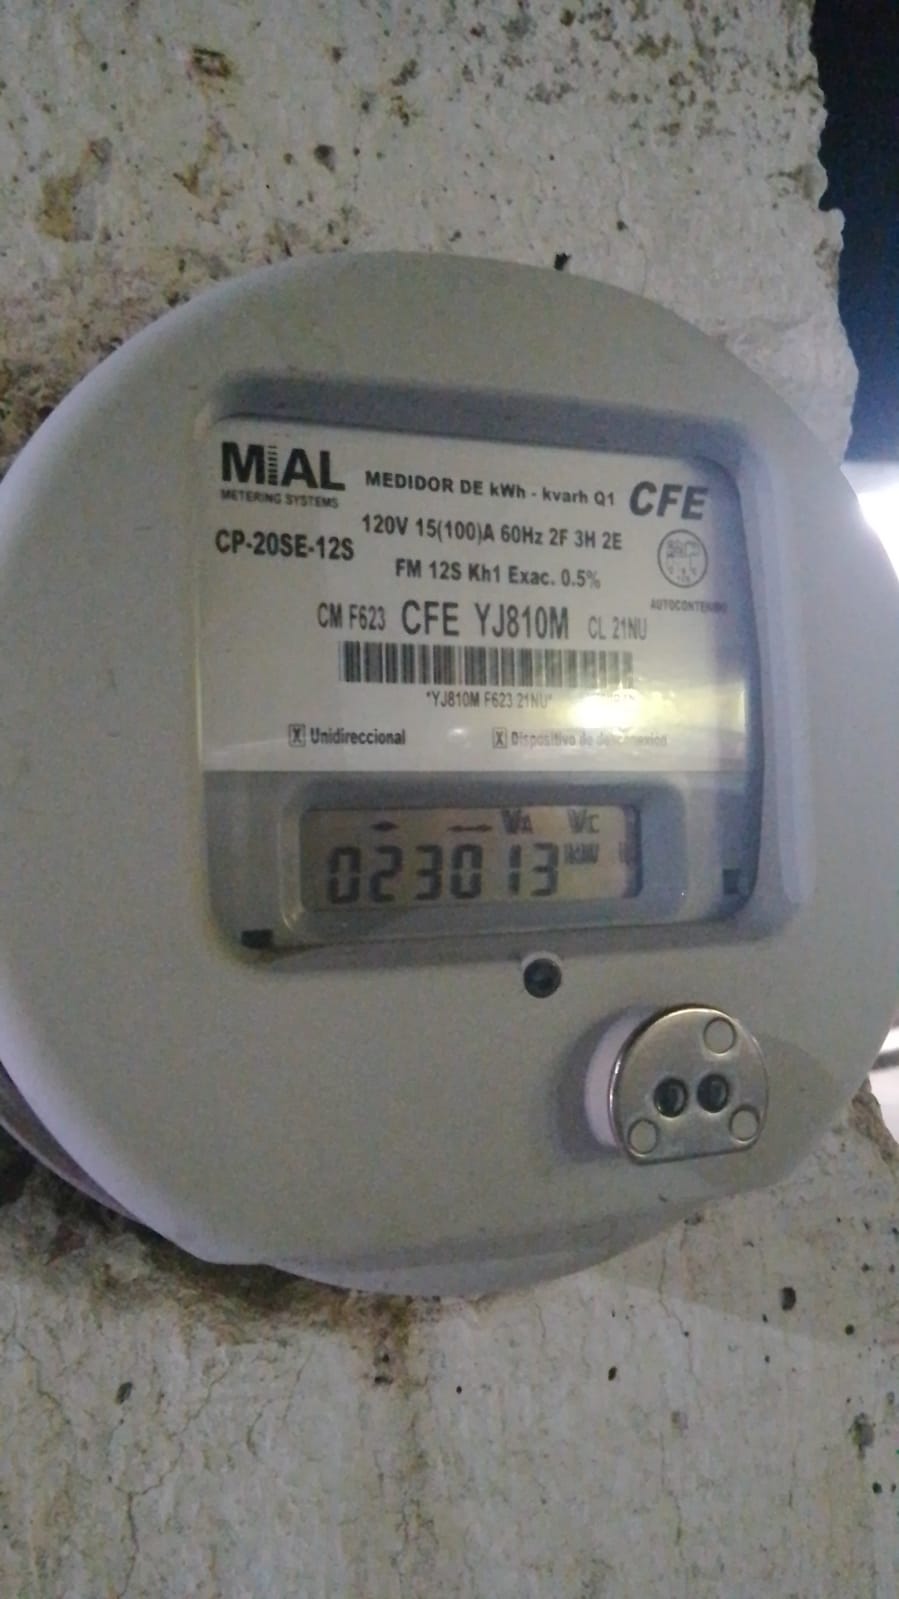 MIAL
METERING SYSTEMS
MEDIDOR DE kWh - kvarh Q1
CFE
CP-20SE-12S
120V 15(100)A 60Hz 2F 3H 2E
FM 12S Kh1 Exac. 0.5%
AUTOCONTENIDO
CM F623 CFE YJ810M CL 21NU
*YJ810M F623 21NU*
X Unidireccional
X Dispositivo de desconexion
VA VC
023013